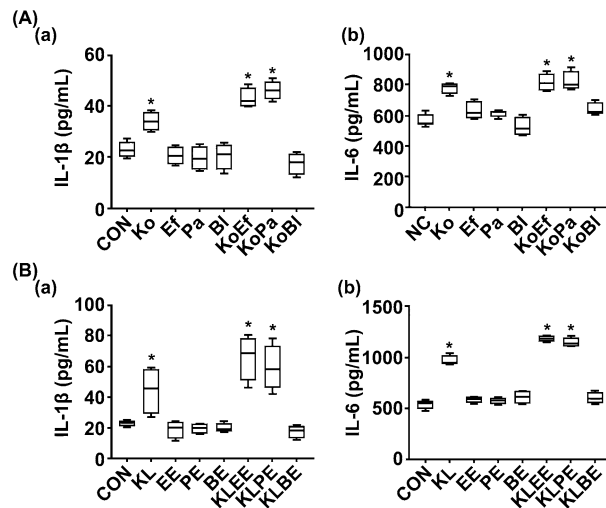 (A)
(a)
IL-1β (pg/mL)
60
40
20
0
* * *
CON Ko Ef Pa Bl KoEf KoPa KoBl
(b)
IL-6 (pg/mL)
1000
800
600
400
200
0
* * *
NC Ko Ef Pa Bl KoEf KoPa KoBl
(B)
(a)
IL-1β (pg/mL)
100
80
60
40
20
0
* * *
CON KL EE PE BE KLEE KLPE KLBE
(b)
IL-6 (pg/mL)
1500
1000
500
0
* * *
CON KL EE PE BE KLEE KLPE KLBE